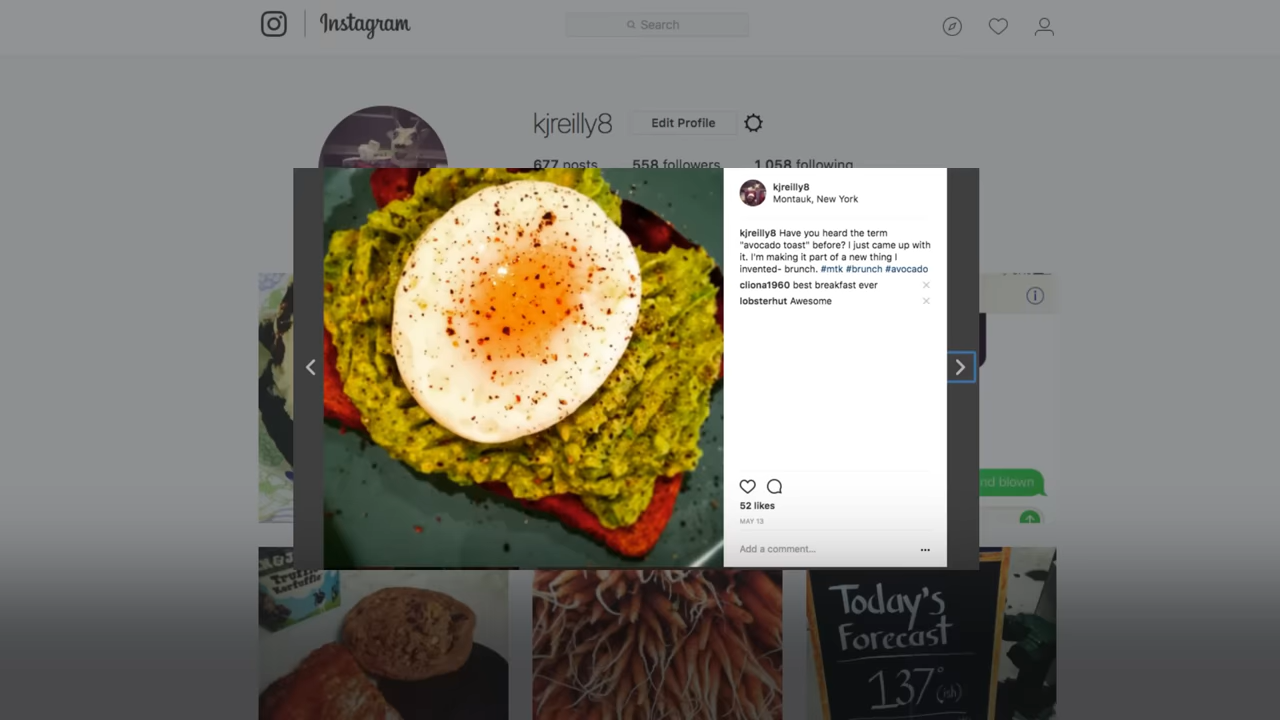 Instagram
Search
kjreilly8
Edit Profile
677 posts
558 followers
1,058 following
kjreilly8
Montauk, New York
kjreilly8 Have you heard the term
"avocado toast" before? I just came up with
it. I'm making it part of a new thing I
invented- brunch. #mtk #brunch #avocado
cliona1960 best breakfast ever
lobsterhut Awesome
nd blown
52 likes
MAY 13
Add a comment...
Today's
Forecast
137° (ish)